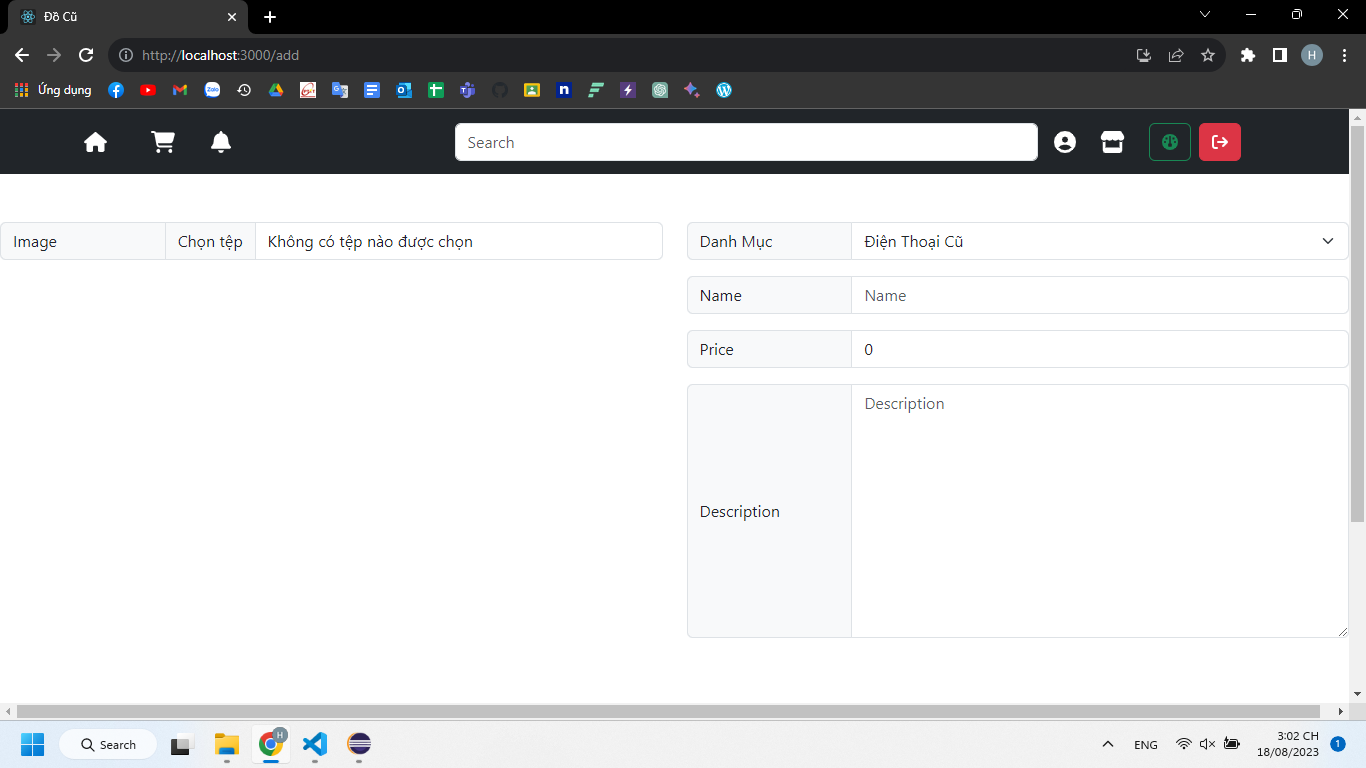 Đồ Cũ
http://localhost:3000/add
H
Ứng dụng
Search
Image
Chọn tệp
Không có tệp nào được chọn
Danh Mục
Điện Thoại Cũ
Name
Name
Price
0
Description
Description
Search
H
ENG
3:02 CH
18/08/2023
1